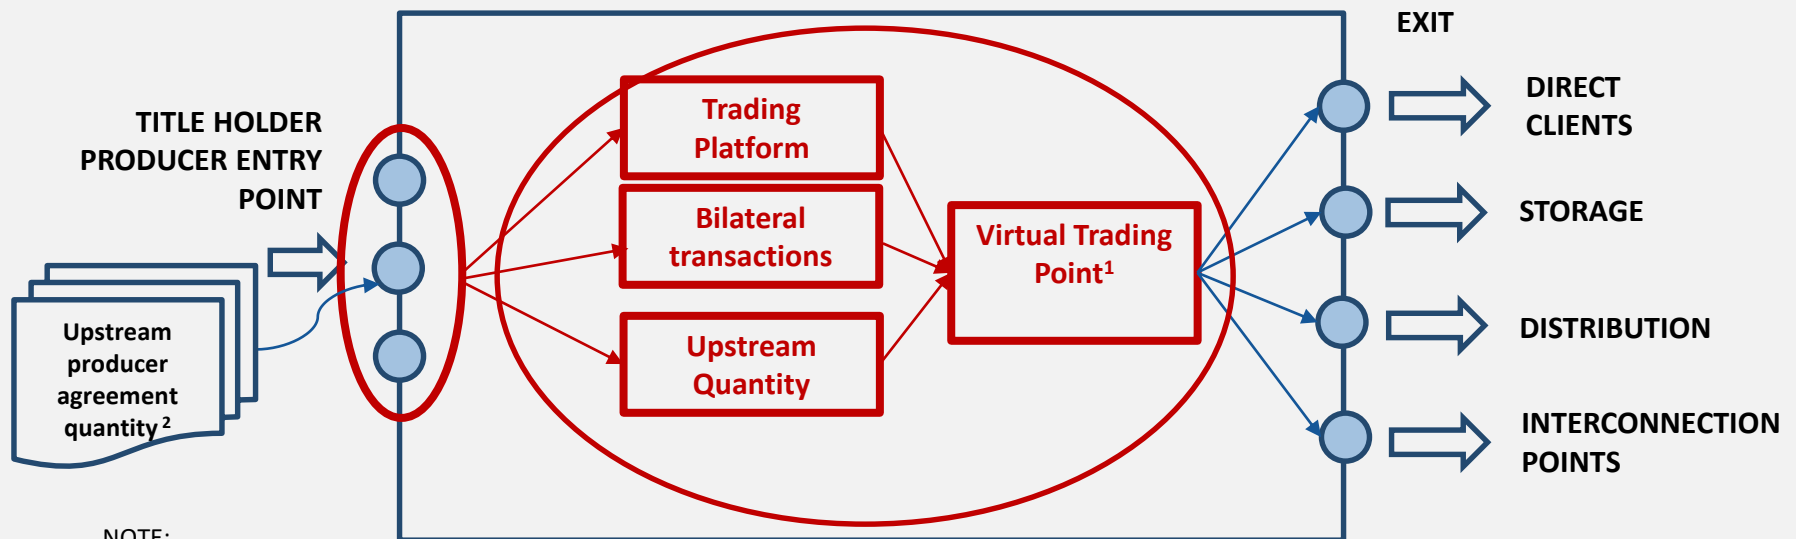 EXIT
TITLE HOLDER
PRODUCER ENTRY
POINT
Upstream
producer
agreement
quantity 2
Trading
Platform
Bilateral
transactions
Upstream
Quantity
Virtual Trading
Point1
DIRECT
CLIENTS
STORAGE
DISTRIBUTION
INTERCONNECTION
POINTS
NOTE: